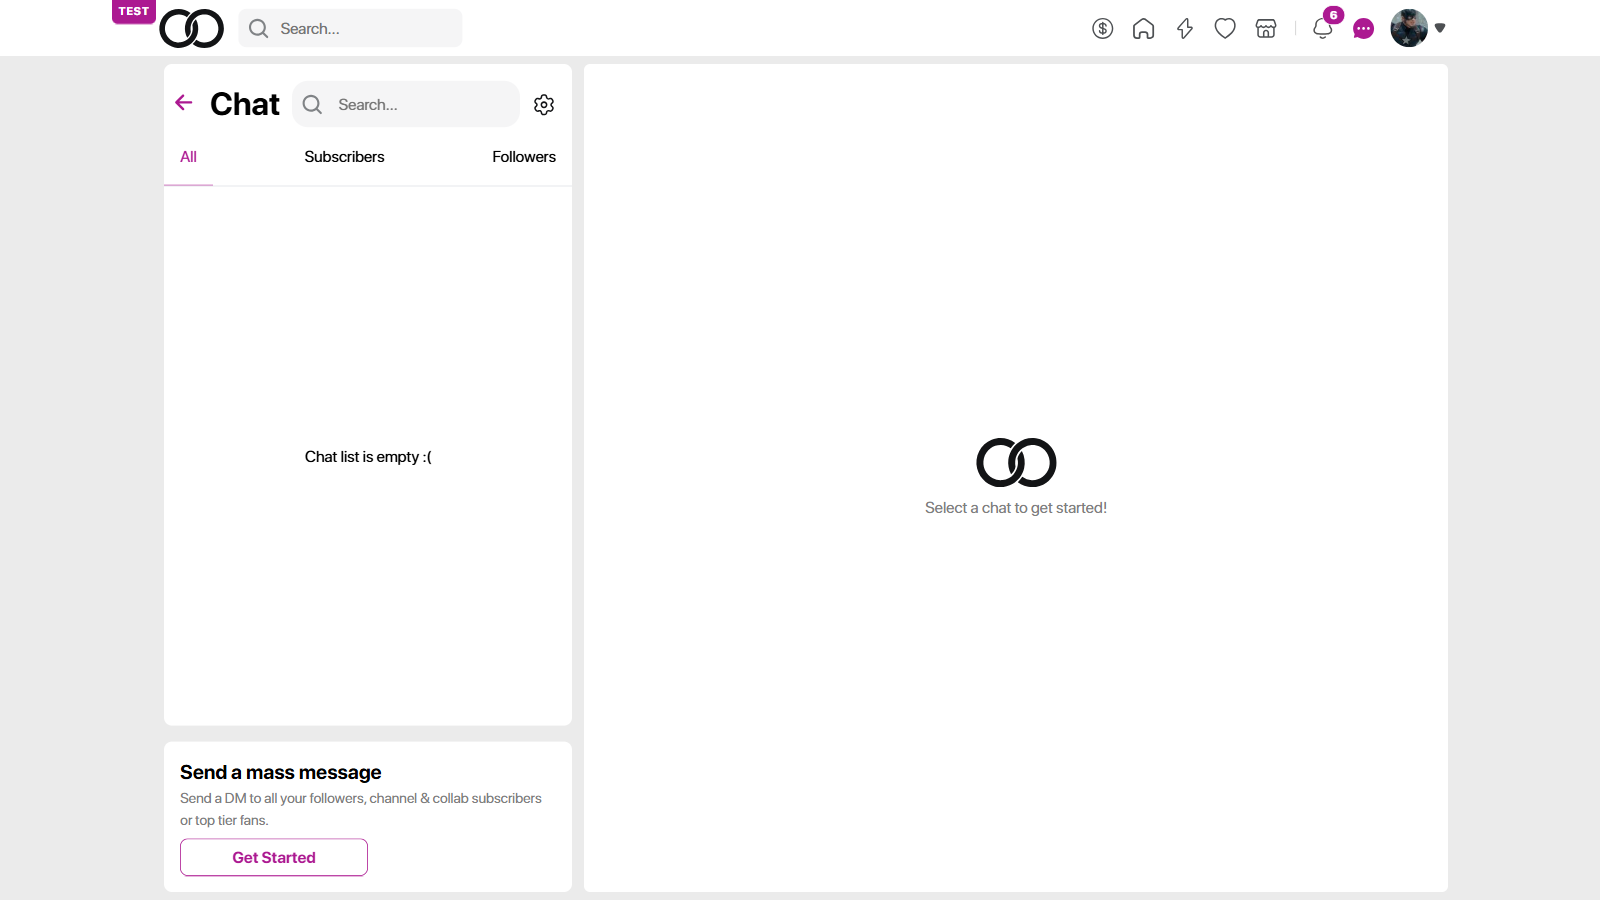 TEST
Search...
6
Chat
Search...
All
Subscribers
Followers
Chat list is empty :(
Select a chat to get started!
Send a mass message
Send a DM to all your followers, channel & collab subscribers
or top tier fans.
Get Started